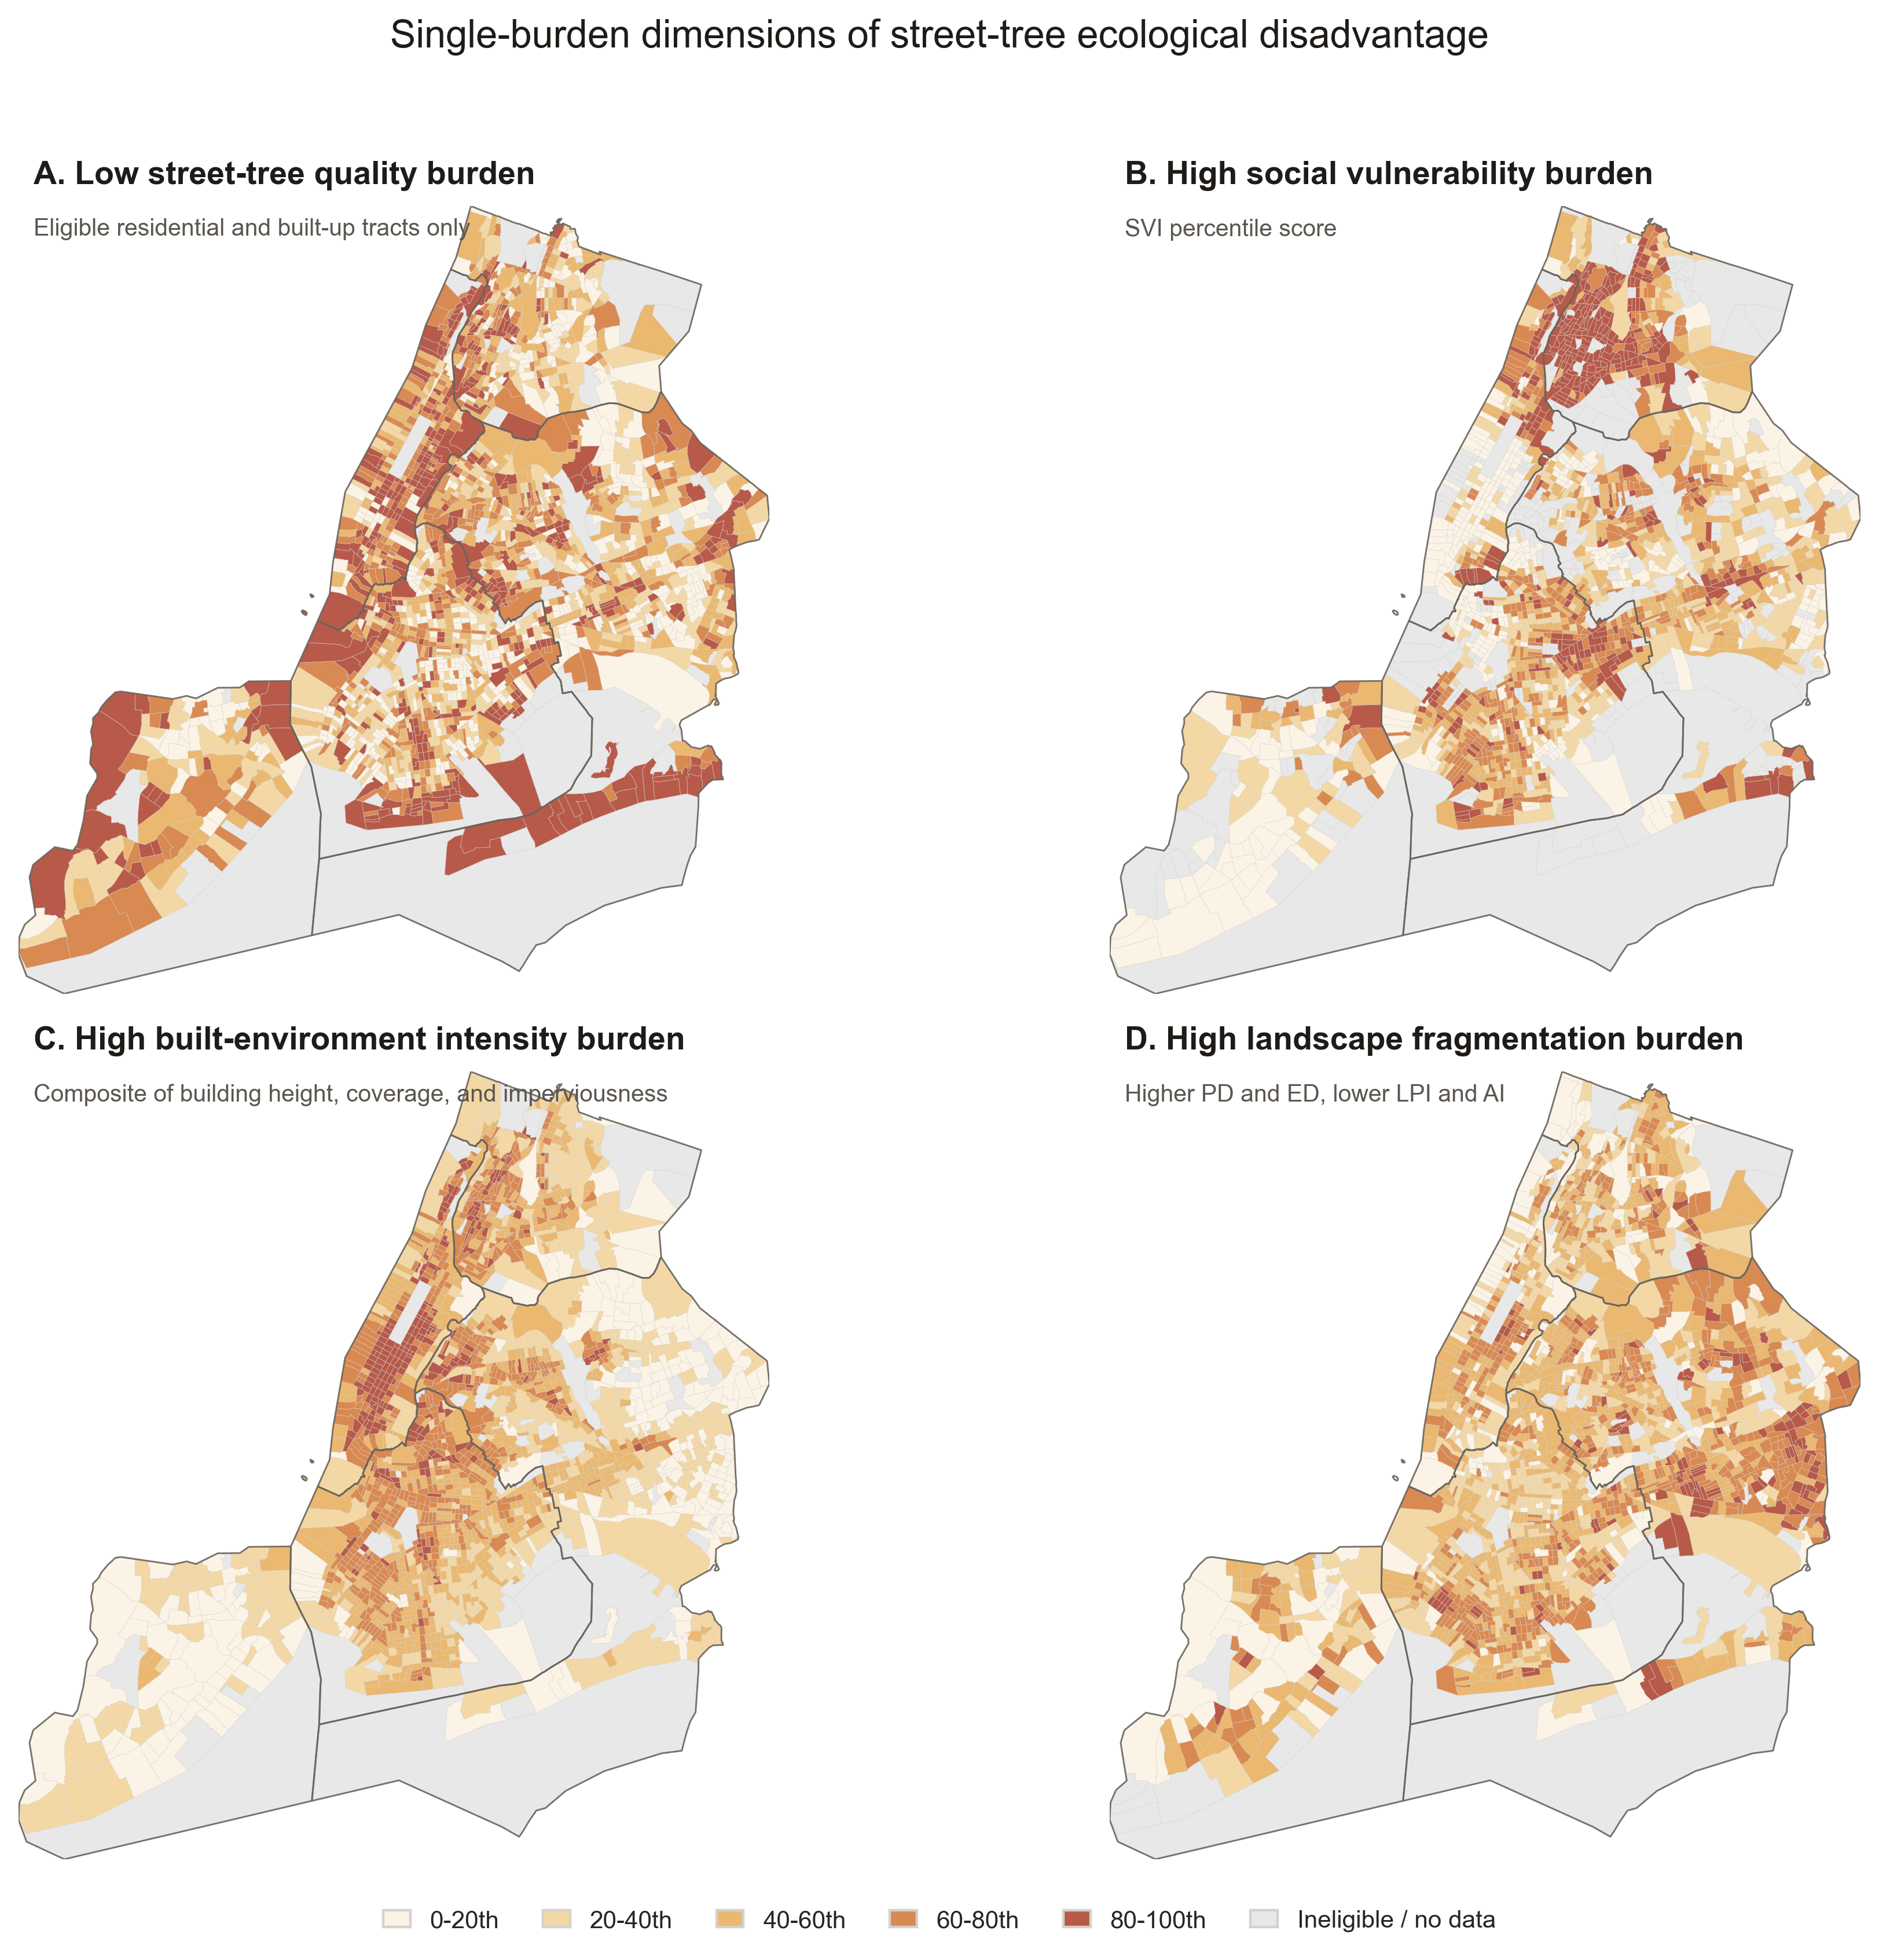 Single-burden dimensions of street-tree ecological disadvantage
A. Low street-tree quality burden
Eligible residential and built-up tracts only
B. High social vulnerability burden
SVI percentile score
C. High built-environment intensity burden
Composite of building height, coverage, and imperviousness
D. High landscape fragmentation burden
Higher PD and ED, lower LPI and AI
0-20th
20-40th
40-60th
60-80th
80-100th
Ineligible / no data